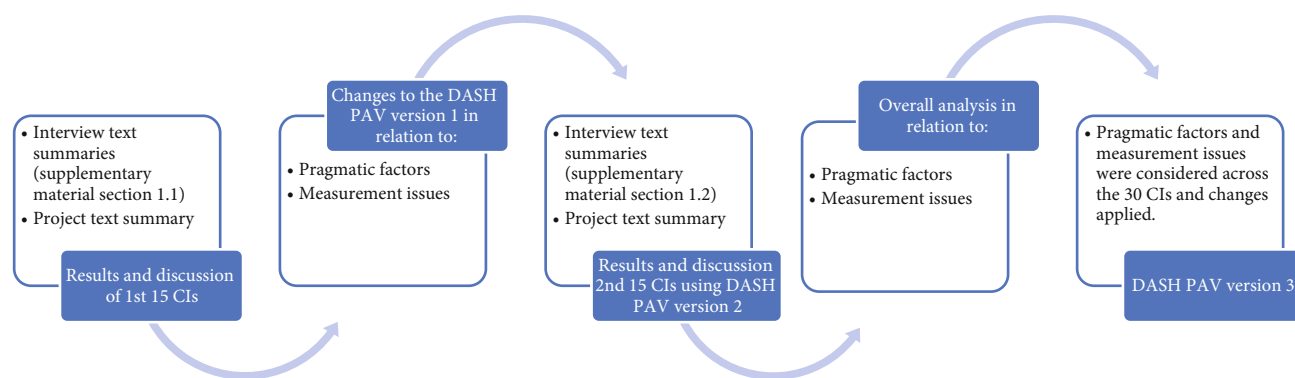 • Interview text
summaries
(supplementary
material section 1.1)
• Project text summary
Results and discussion
of 1st 15 CIs
Changes to the DASH
PAV version 1 in
relation to:
• Pragmatic factors
• Measurement issues
• Interview text
summaries
(supplementary
material section 1.2)
• Project text summary
Results and discussion
2nd 15 CIs using DASH
PAV version 2
Overall analysis in
relation to:
• Pragmatic factors
• Measurement issues
• Pragmatic factors and
measurement issues
were considered across
the 30 CIs and changes
applied.
DASH PAV version 3